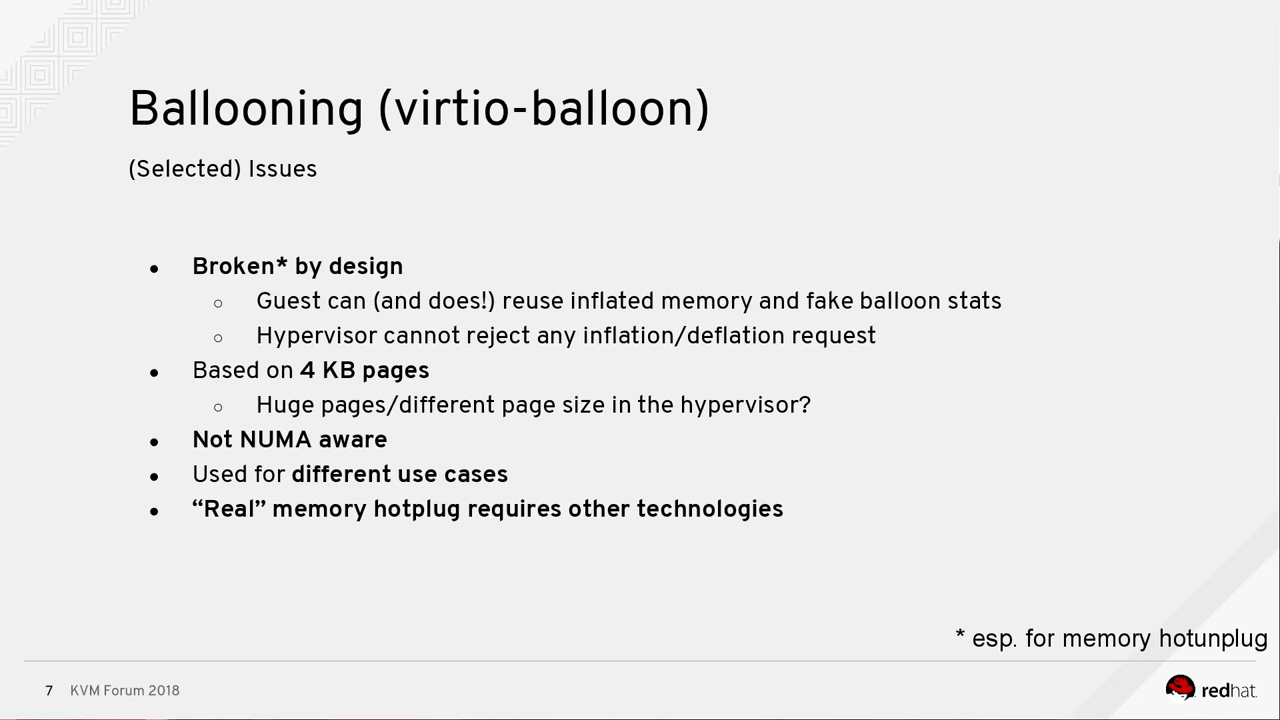 Ballooning (virtio-balloon)
(Selected) Issues
● Broken* by design
○ Guest can (and does!) reuse inflated memory and fake balloon stats
○ Hypervisor cannot reject any inflation/deflation request
● Based on 4 KB pages
○ Huge pages/different page size in the hypervisor?
● Not NUMA aware
● Used for different use cases
● “Real” memory hotplug requires other technologies
* esp. for memory hotunplug
7 KVM Forum 2018
redhat.